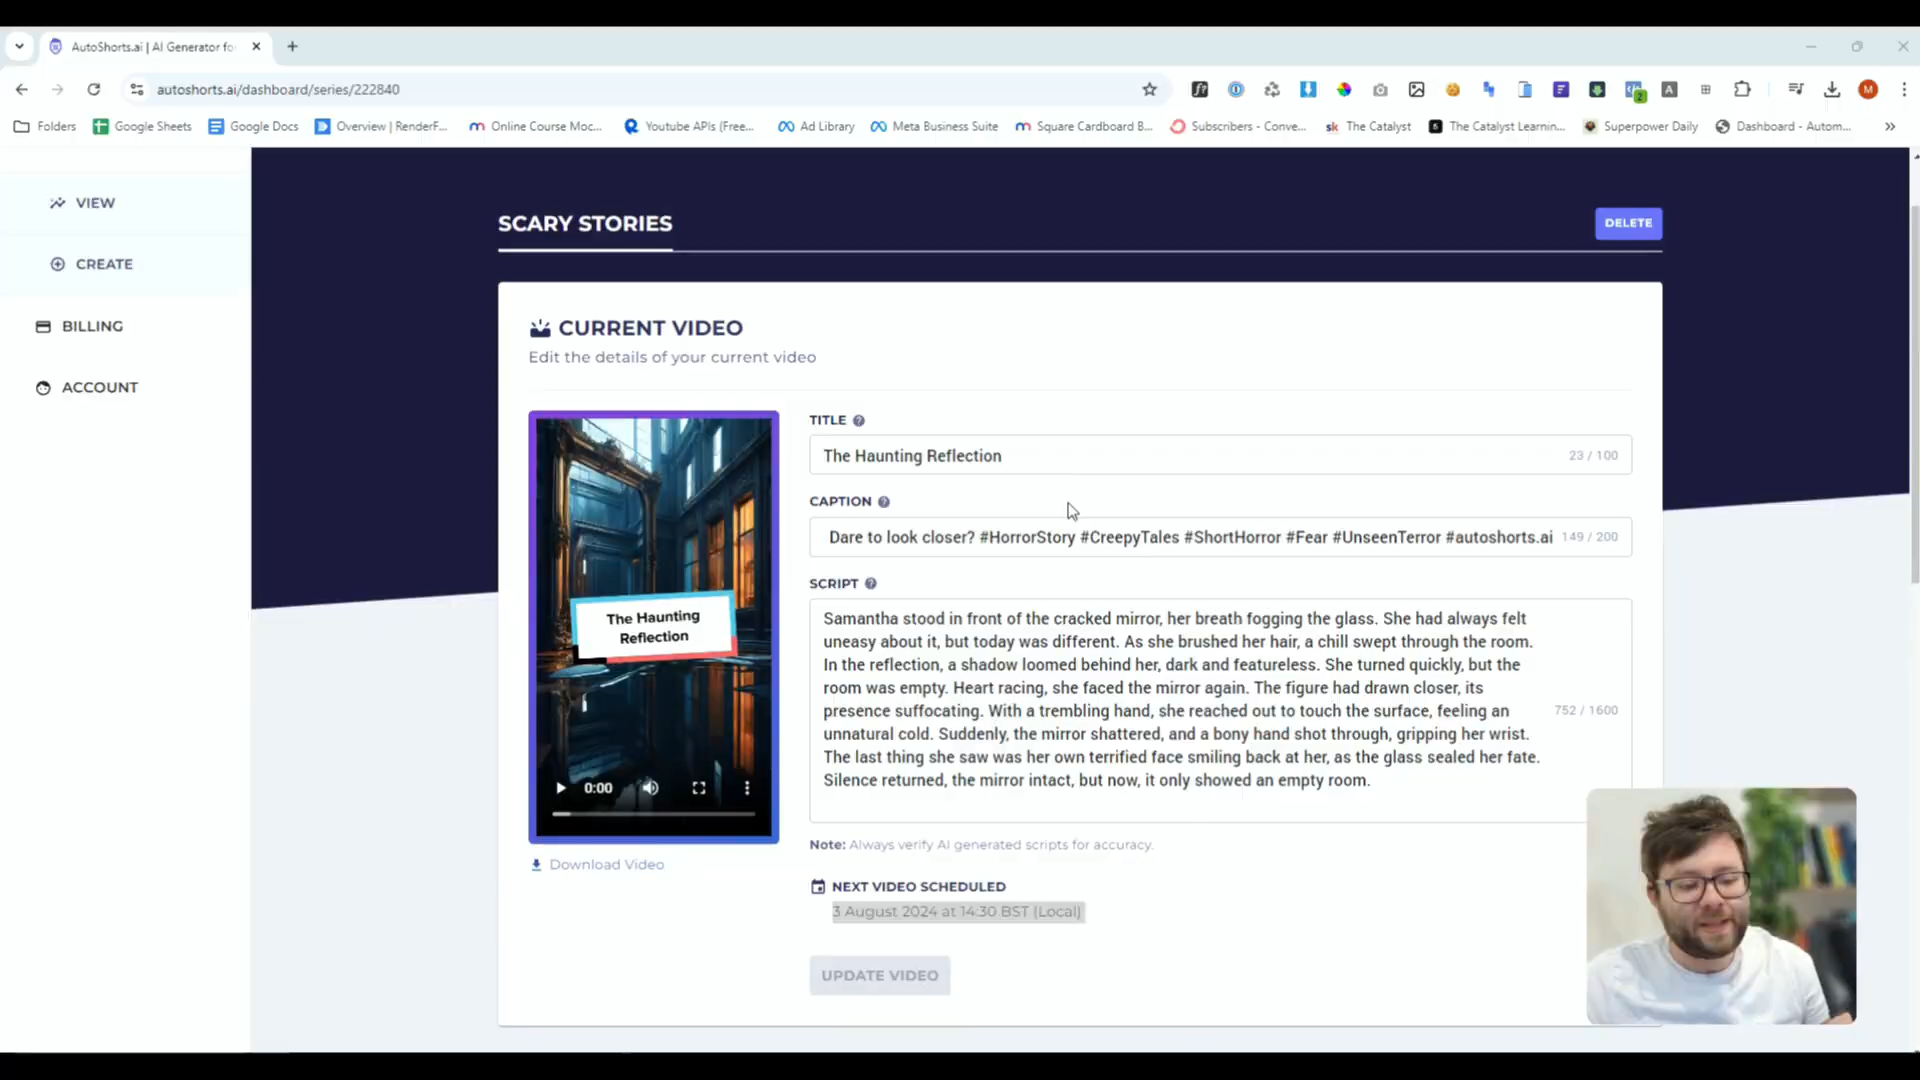 AutoShorts.ai | AI Generator fo
autoshorts.ai/dashboard/series/222840
Folders
Google Sheets
Google Docs
Overview | RenderF...
Online Course Moc...
Youtube APIs (Free...
Ad Library
Meta Business Suite
Square Cardboard B...
Subscribers - Conve...
The Catalyst
The Catalyst Learnin...
Superpower Daily
Dashboard - Autom...
VIEW
CREATE
BILLING
ACCOUNT
SCARY STORIES
DELETE
CURRENT VIDEO
Edit the details of your current video
The Haunting
Reflection
0:00
Download Video
TITLE
The Haunting Reflection
23 / 100
CAPTION
Dare to look closer? #HorrorStory #CreepyTales #ShortHorror #Fear #UnseenTerror #autoshorts.ai
149 / 200
SCRIPT
Samantha stood in front of the cracked mirror, her breath fogging the glass. She had always felt
uneasy about it, but today was different. As she brushed her hair, a chill swept through the room.
In the reflection, a shadow loomed behind her, dark and featureless. She turned quickly, but the
room was empty. Heart racing, she faced the mirror again. The figure had drawn closer, its
presence suffocating. With a trembling hand, she reached out to touch the surface, feeling an
unnatural cold. Suddenly, the mirror shattered, and a bony hand shot through, gripping her wrist.
The last thing she saw was her own terrified face smiling back at her, as the glass sealed her fate.
Silence returned, the mirror intact, but now, it only showed an empty room.
752 / 1600
Note: Always verify AI generated scripts for accuracy.
NEXT VIDEO SCHEDULED
3 August 2024 at 14:30 BST (Local)
UPDATE VIDEO